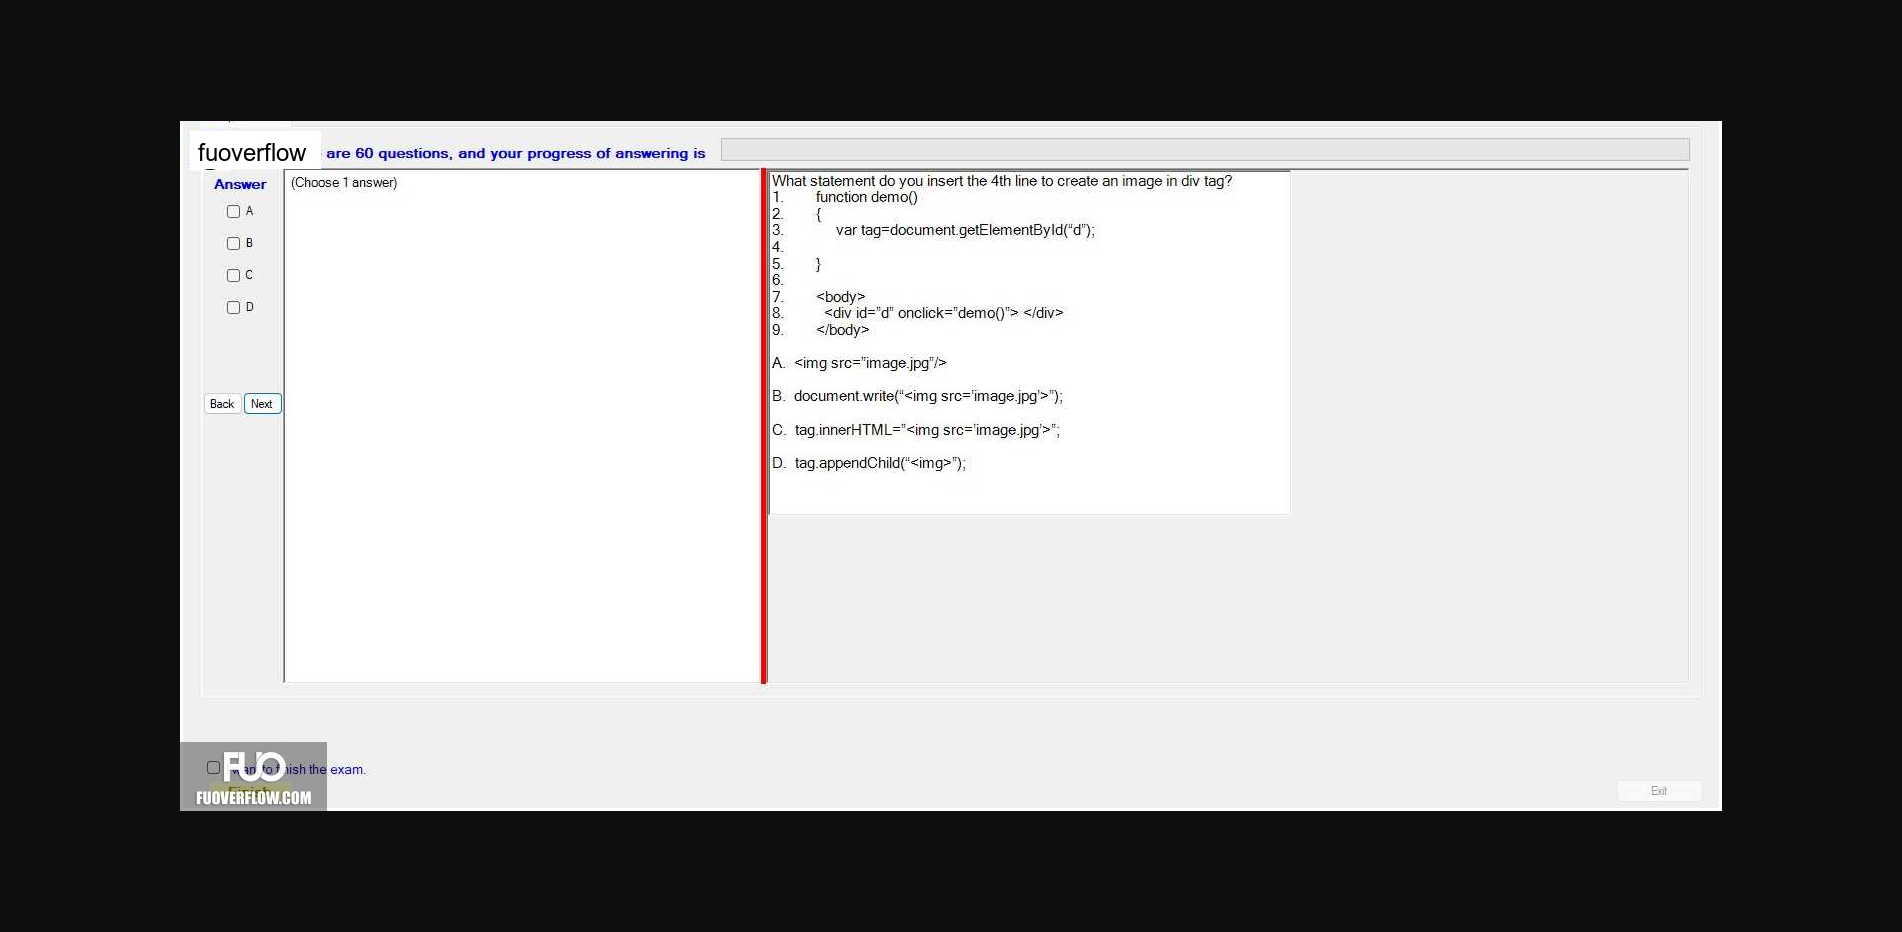 fuoverflow are 60 questions, and your progress of answering is
Answer
(Choose 1 answer)
A
B
C
D
Back Next
What statement do you insert the 4th line to create an image in div tag?
1. function demo()
2. {
3. var tag=document.getElementById(“d”);
4.
5. }
6.
7. <body>
8. <div id=”d” onclick=”demo()”> </div>
9. </body>
A. <img src=”image.jpg”/>
B. document.write(“<img src=’image.jpg’>”);
C. tag.innerHTML=”<img src=’image.jpg’>”;
D. tag.appendChild(“<img>”);
FUO
to the exam.
FUOVERFLOW.COM
Exit